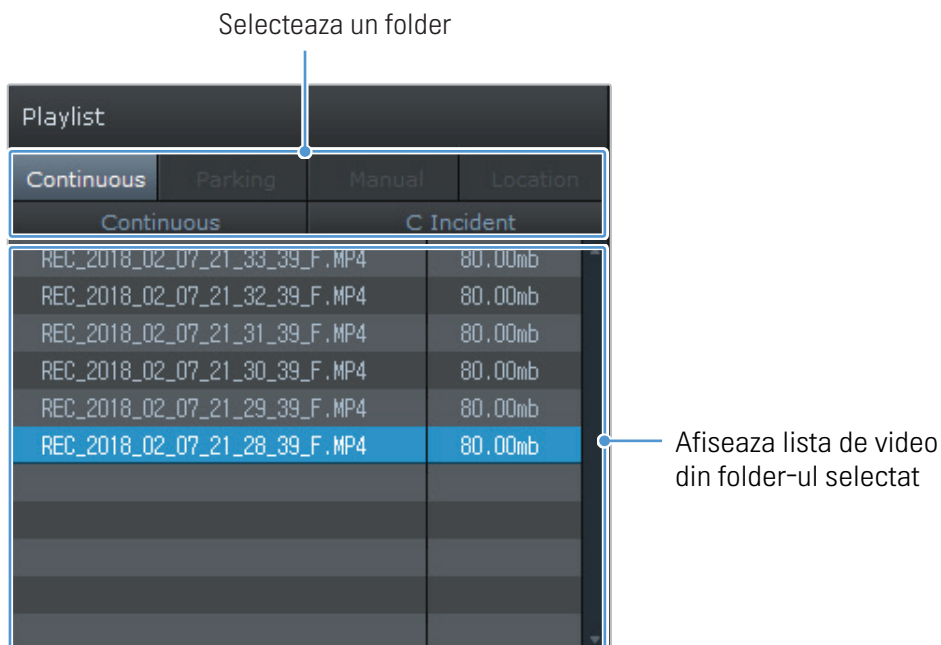 Selecteaza un folder
Playlist
Continuous Parking Manual Location
Continuous C Incident
REC_2018_02_07_21_33_39_F.MP4 80.00mb
REC_2018_02_07_21_32_39_F.MP4 80.00mb
REC_2018_02_07_21_31_39_F.MP4 80.00mb
REC_2018_02_07_21_30_39_F.MP4 80.00mb
REC_2018_02_07_21_29_39_F.MP4 80.00mb
REC_2018_02_07_21_28_39_F.MP4 80.00mb
Afiseaza lista de video
din folder-ul selectat